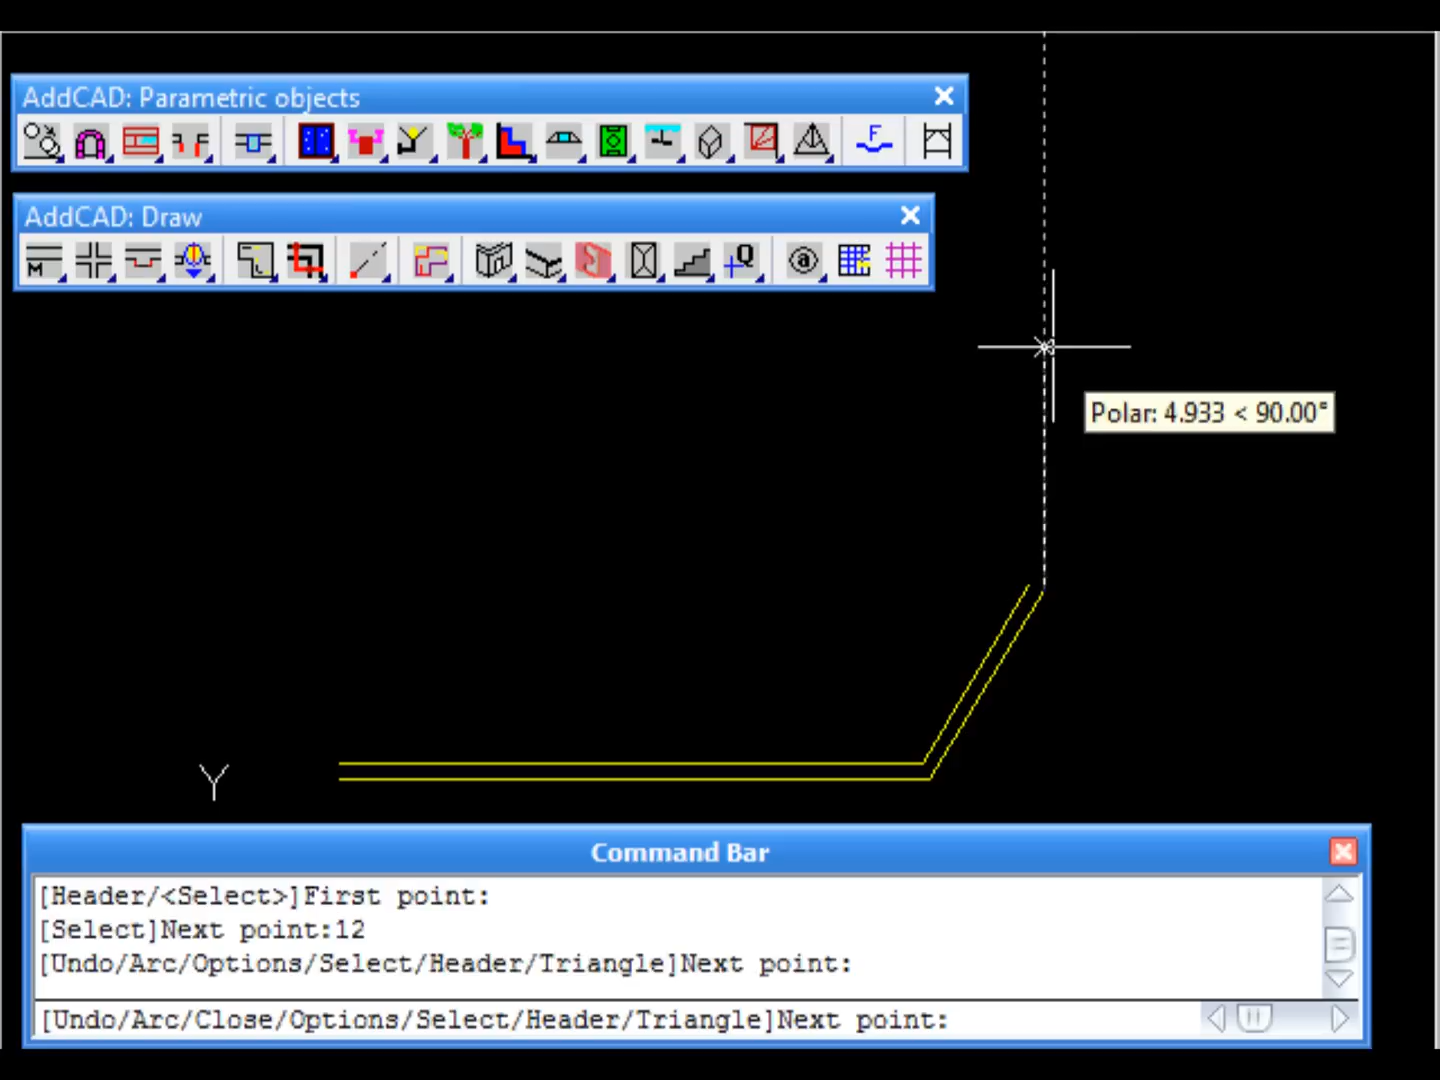 AddCAD: Parametric objects
F
AddCAD: Draw
M
Q
a
Polar: 4.933 < 90.00°
Y
Command Bar
[Header/<Select>]First point:
[Select]Next point:12
[Undo/Arc/Options/Select/Header/Triangle]Next point:
[Undo/Arc/Close/Options/Select/Header/Triangle]Next point: